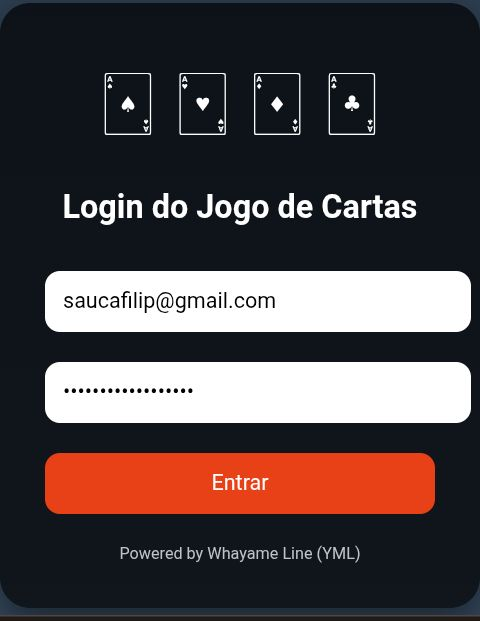 A A A A
A A A A
Login do Jogo de Cartas
saucafilip@gmail.com
••••••••••••••••••
Entrar
Powered by Whayame Line (YML)